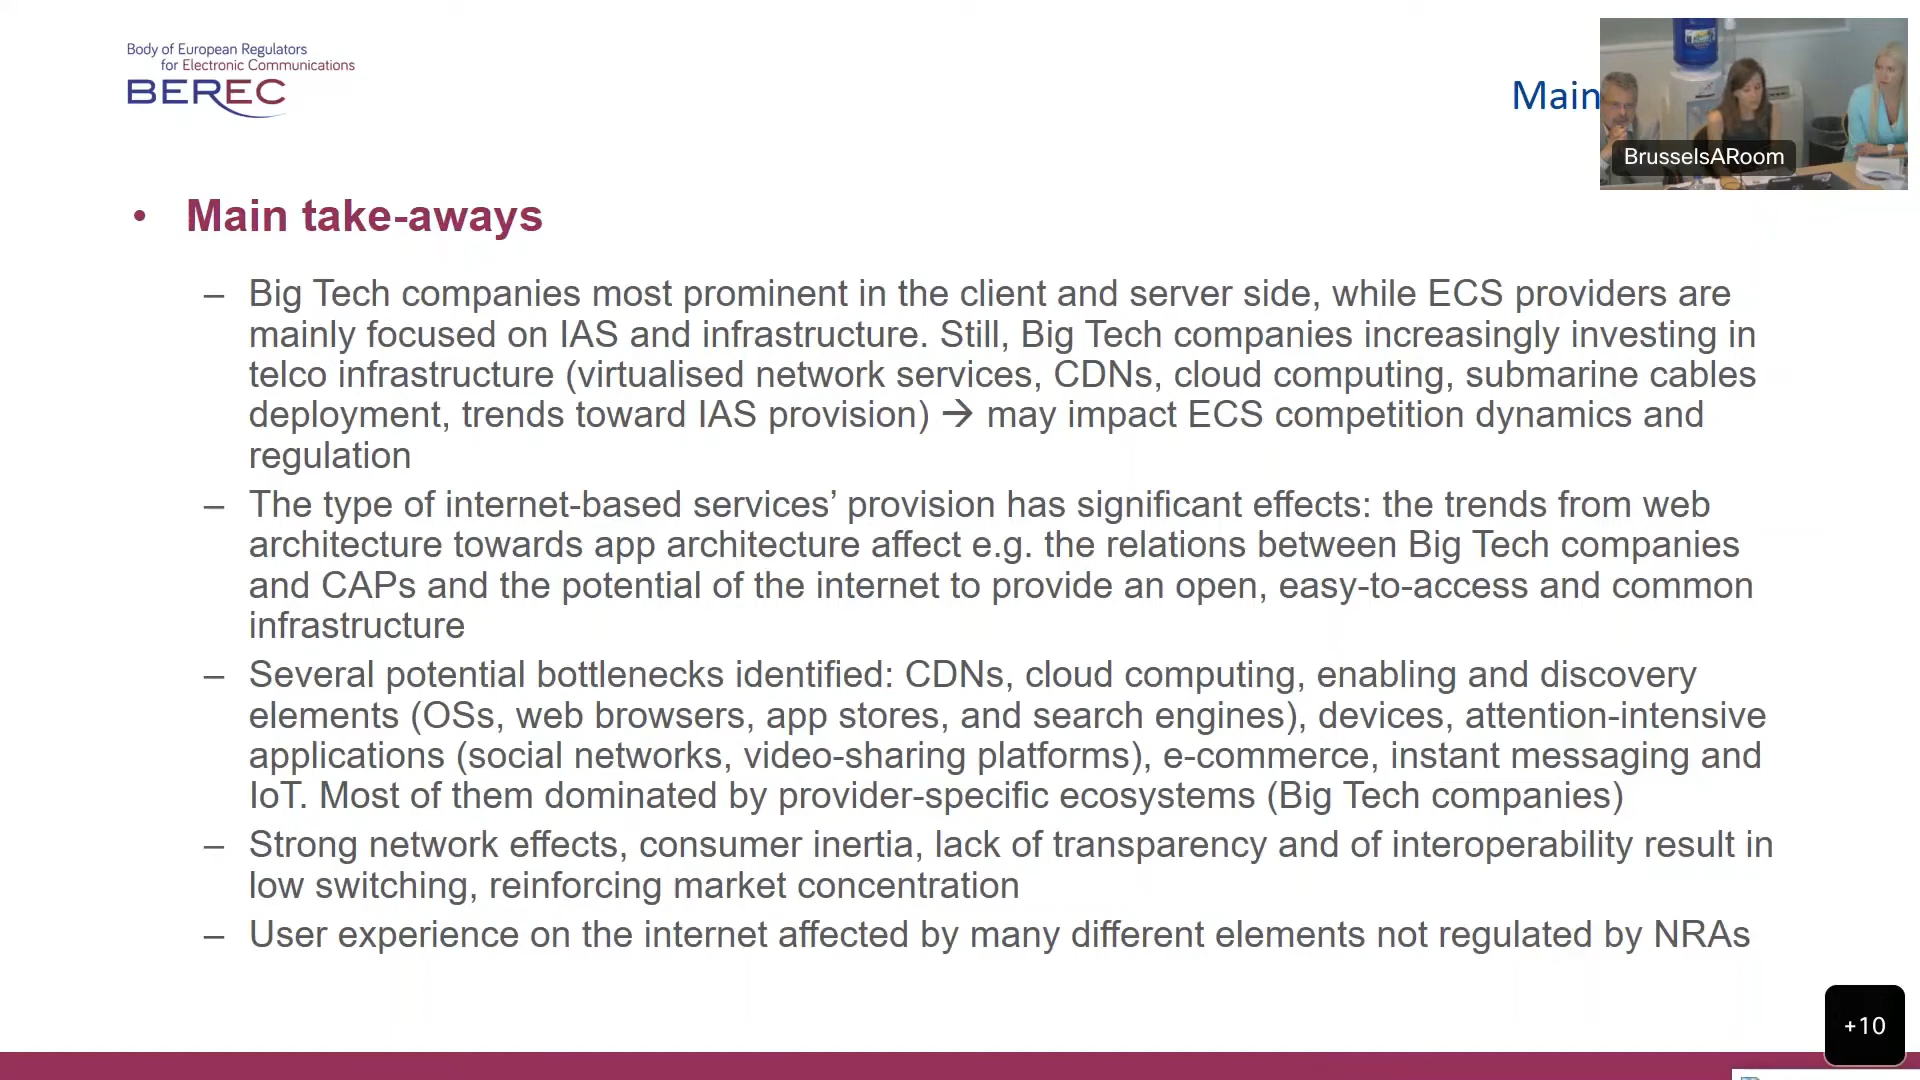 Body of European Regulators
for Electronic Communications
BEREC
Main
BrusselsARoom
• Main take-aways
– Big Tech companies most prominent in the client and server side, while ECS providers are
mainly focused on IAS and infrastructure. Still, Big Tech companies increasingly investing in
telco infrastructure (virtualised network services, CDNs, cloud computing, submarine cables
deployment, trends toward IAS provision) → may impact ECS competition dynamics and
regulation
– The type of internet-based services’ provision has significant effects: the trends from web
architecture towards app architecture affect e.g. the relations between Big Tech companies
and CAPs and the potential of the internet to provide an open, easy-to-access and common
infrastructure
– Several potential bottlenecks identified: CDNs, cloud computing, enabling and discovery
elements (OSs, web browsers, app stores, and search engines), devices, attention-intensive
applications (social networks, video-sharing platforms), e-commerce, instant messaging and
IoT. Most of them dominated by provider-specific ecosystems (Big Tech companies)
– Strong network effects, consumer inertia, lack of transparency and of interoperability result in
low switching, reinforcing market concentration
– User experience on the internet affected by many different elements not regulated by NRAs
+10